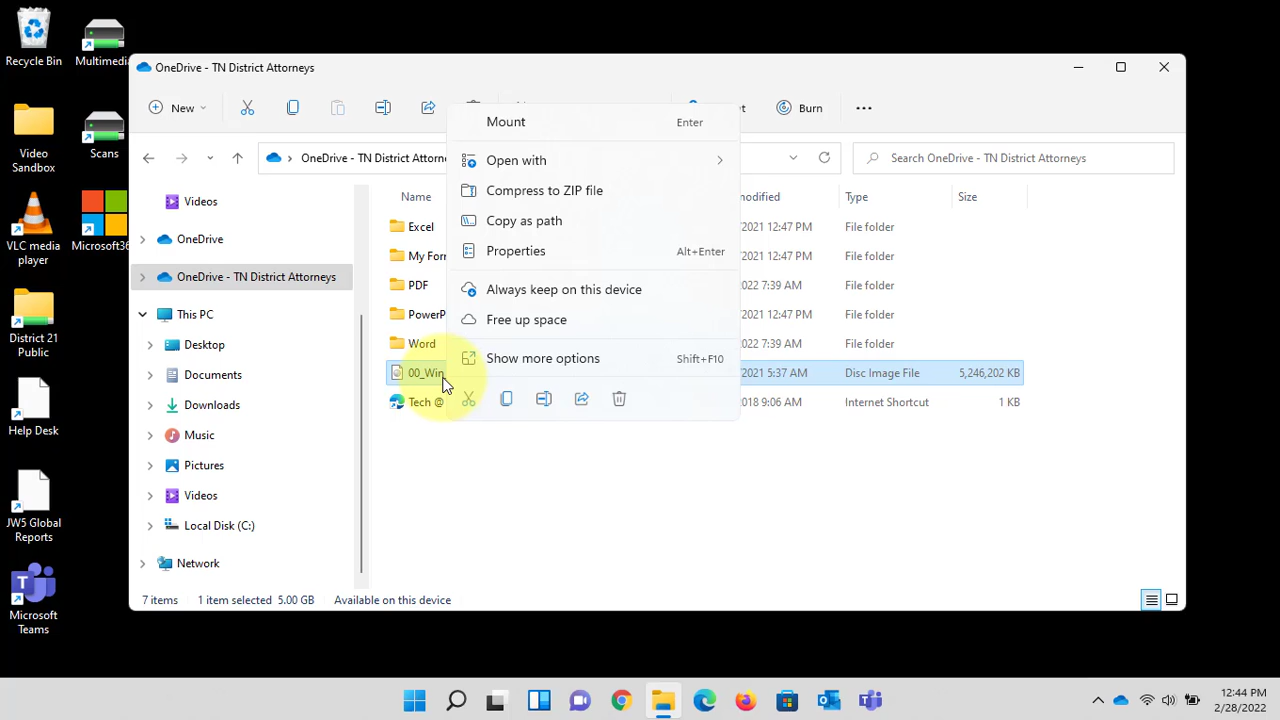 Recycle Bin
Multimedia
Video Sandbox
Scans
VLC media player
Microsoft36
District 21 Public
Help Desk
JW5 Global Reports
Microsoft Teams
OneDrive - TN District Attorneys
New
Burn
OneDrive - TN District Attorne
Search OneDrive - TN District Attorneys
Videos
OneDrive
OneDrive - TN District Attorneys
This PC
Desktop
Documents
Downloads
Music
Pictures
Videos
Local Disk (C:)
Network
Name modified Type Size
Excel /2021 12:47 PM File folder
My For /2021 12:47 PM File folder
PDF /2022 7:39 AM File folder
PowerP /2021 12:47 PM File folder
Word /2022 7:39 AM File folder
00_Win /2021 5:37 AM Disc Image File 5,246,202 KB
Tech @ /2018 9:06 AM Internet Shortcut 1 KB
Mount Enter
Open with
Compress to ZIP file
Copy as path
Properties Alt+Enter
Always keep on this device
Free up space
Show more options Shift+F10
7 items 1 item selected 5.00 GB Available on this device
12:44 PM
2/28/2022